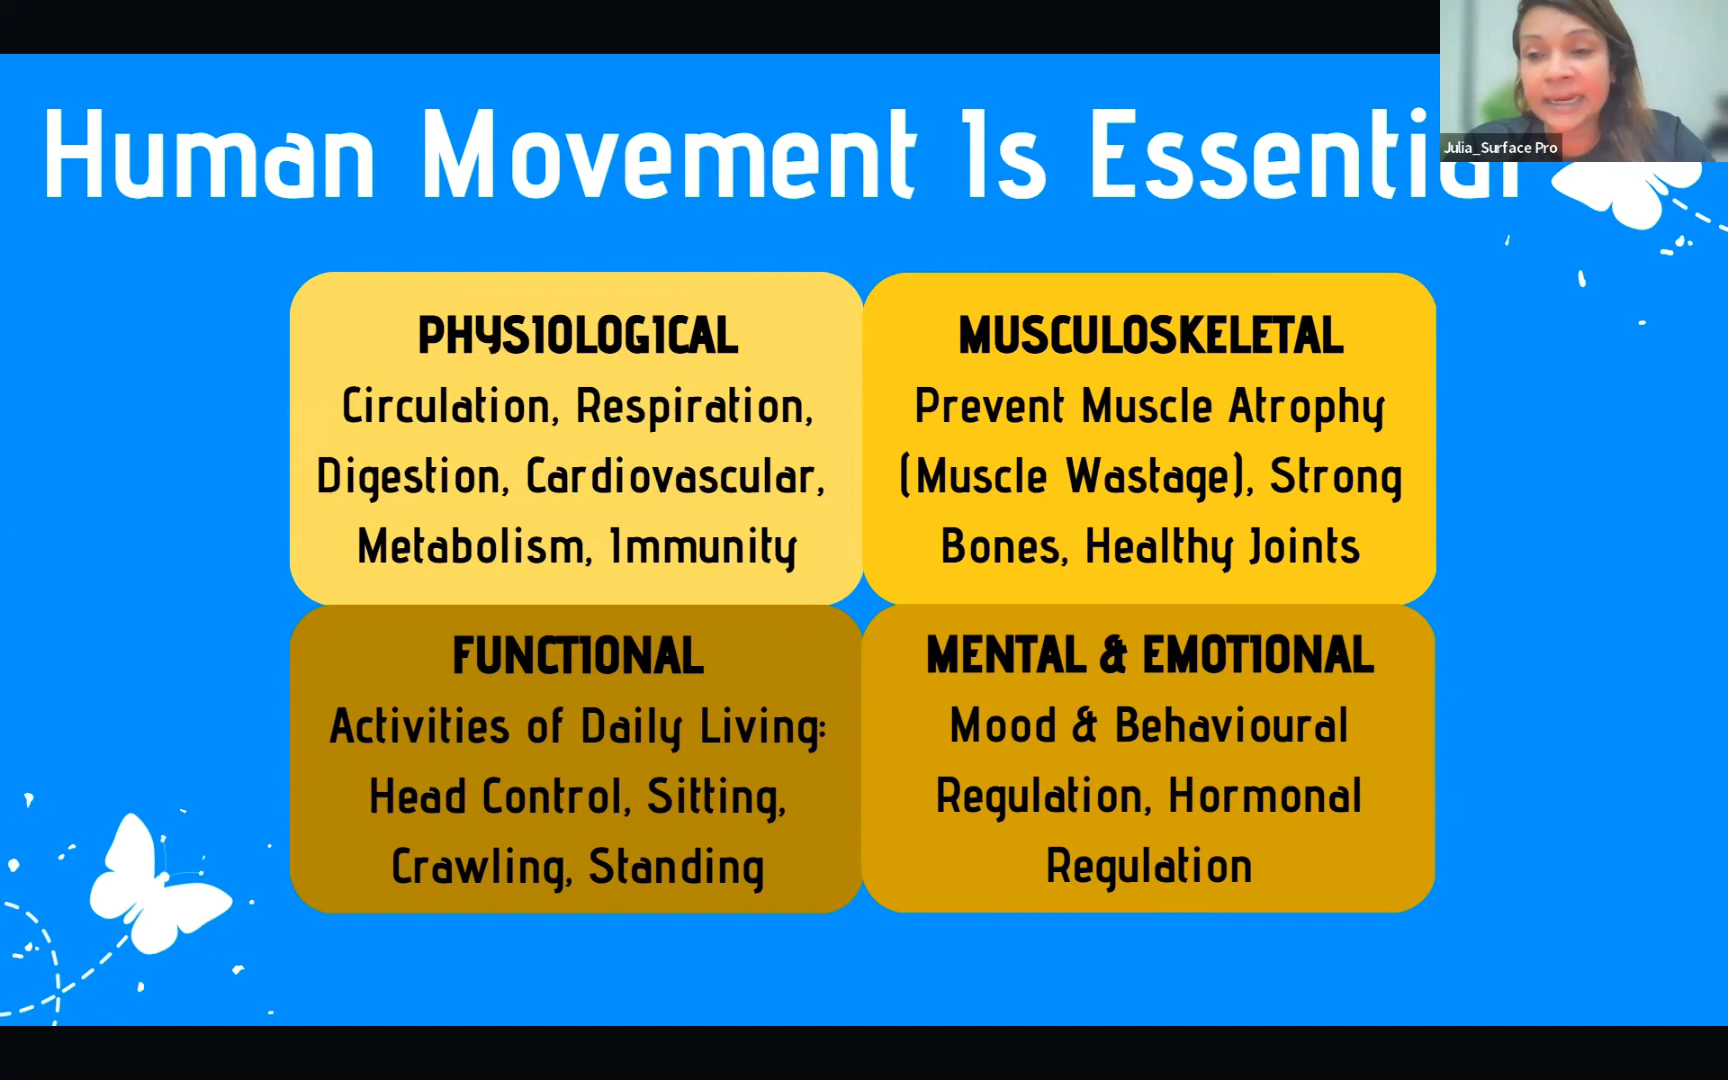 Human Movement Is Essential
Julia_Surface Pro
PHYSIOLOGICAL
Circulation, Respiration,
Digestion, Cardiovascular,
Metabolism, Immunity
MUSCULOSKELETAL
Prevent Muscle Atrophy
(Muscle Wastage), Strong
Bones, Healthy Joints
FUNCTIONAL
Activities of Daily Living:
Head Control, Sitting,
Crawling, Standing
MENTAL & EMOTIONAL
Mood & Behavioural
Regulation, Hormonal
Regulation